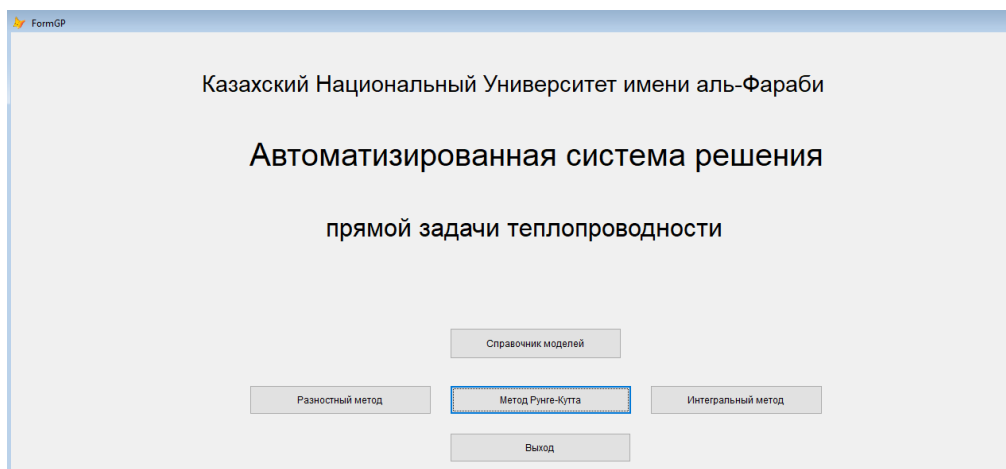 FormGP
Казахский Национальный Университет имени аль-Фараби
Автоматизированная система решения
прямой задачи теплопроводности
Справочник моделей
Разностный метод
Метод Рунге-Кутта
Интегральный метод
Выход